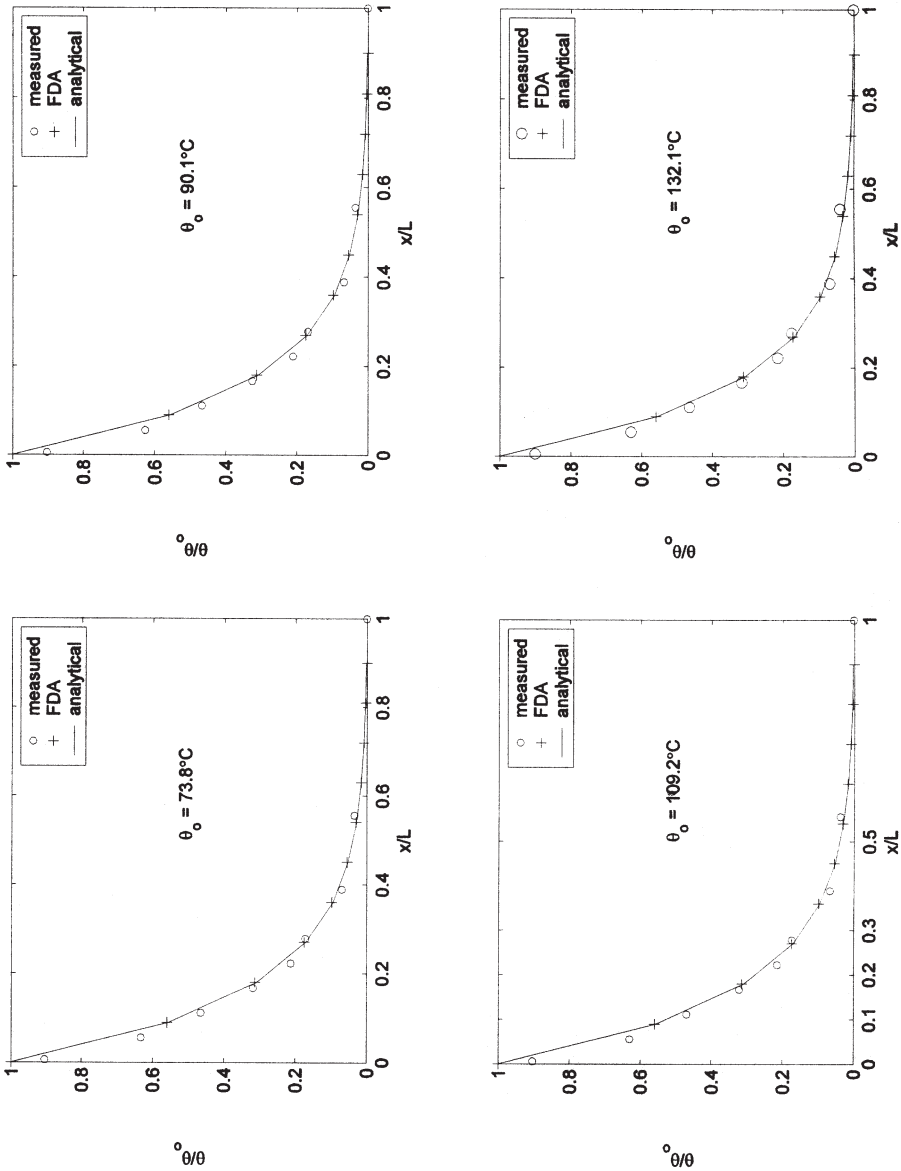 θ/θo
1
0.8
0.6
0.4
0.2
0
measured
FDA
analytical
θo = 73.8°C
0
0.2
0.4
0.6
0.8
1
x/L
θ/θo
1
0.8
0.6
0.4
0.2
0
measured
FDA
analytical
θo = 90.1°C
0
0.2
0.4
0.6
0.8
1
x/L
θ/θo
1
0.8
0.6
0.4
0.2
0
measured
FDA
analytical
θo = 109.2°C
0
0.1
0.2
0.3
0.5
1
x/L
θ/θo
1
0.8
0.6
0.4
0.2
0
measured
FDA
analytical
θo = 132.1°C
0
0.2
0.4
0.6
0.8
1
x/L